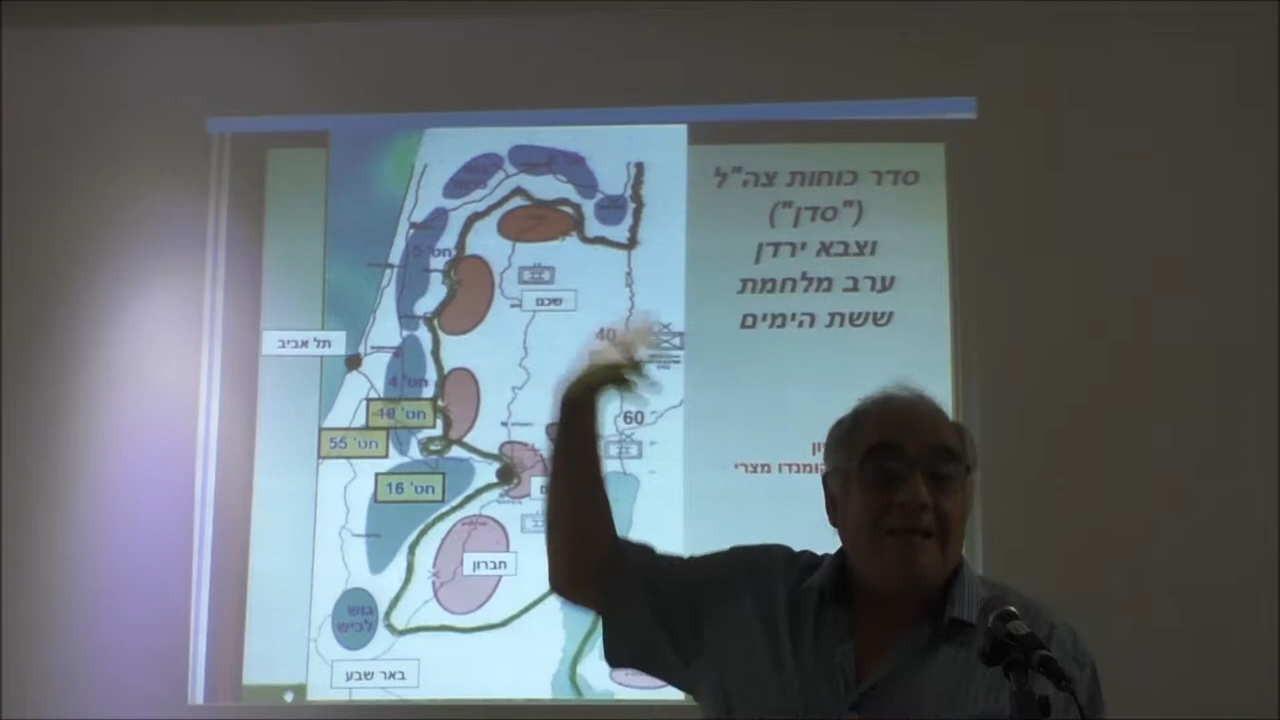 סדר כוחות צה"ל
("סדן")
וצבא ירדן
ערב מלחמת
ששת הימים
קומנדו מצרי
חט' 5
שכם
תל אביב
40
חט' 4
חט' 10
60
חט' 55
חט' 16
חברון
גוש
לכיש
באר שבע